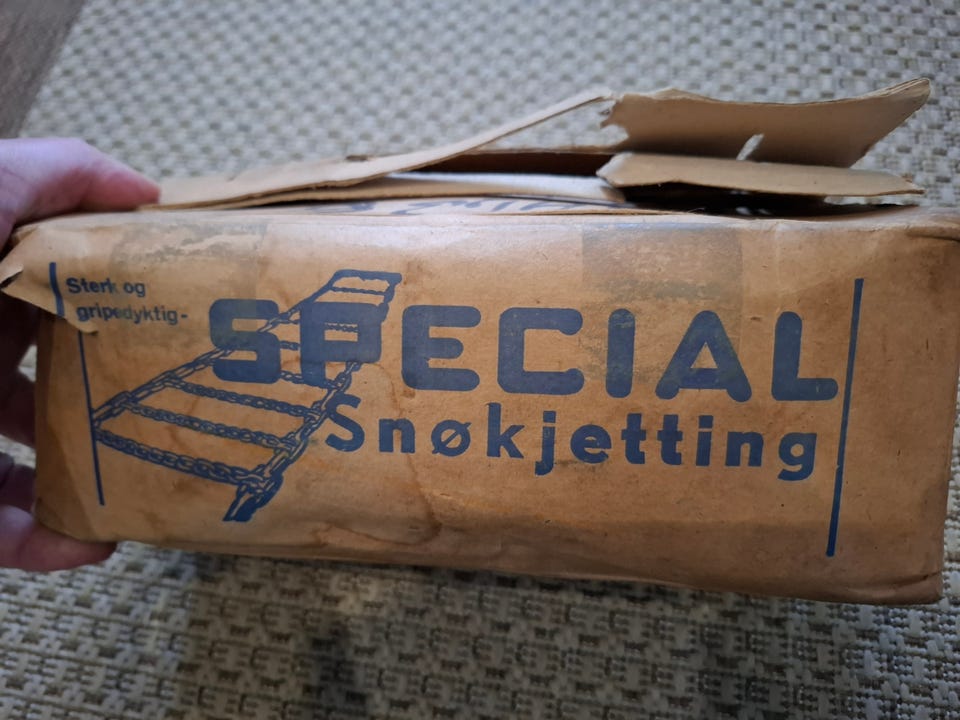 Sterk og
gripedyktig-
SPECIAL
Snøkjetting